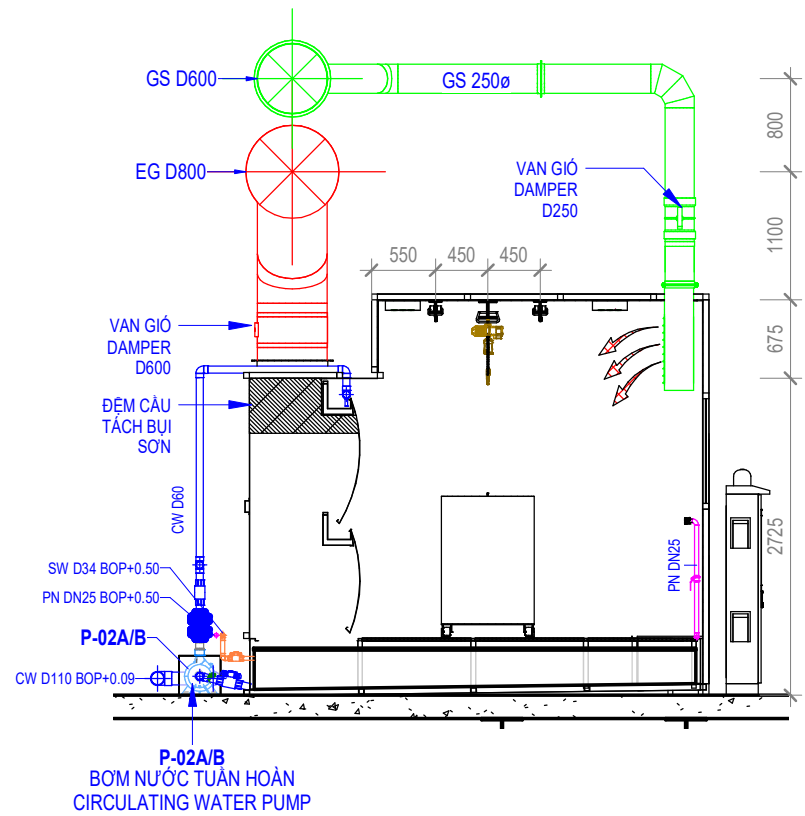 GS D600
GS 250ø
800
EG D800
VAN GIÓ
DAMPER
D250
1100
550
450
450
VAN GIÓ
DAMPER
D600
675
ĐỆM CẦU
TÁCH BỤI
SƠN
CW D60
2725
PN DN25
SW D34 BOP+0.50
PN DN25 BOP+0.50
P-02A/B
CW D110 BOP+0.09
P-02A/B
BƠM NƯỚC TUẦN HOÀN
CIRCULATING WATER PUMP